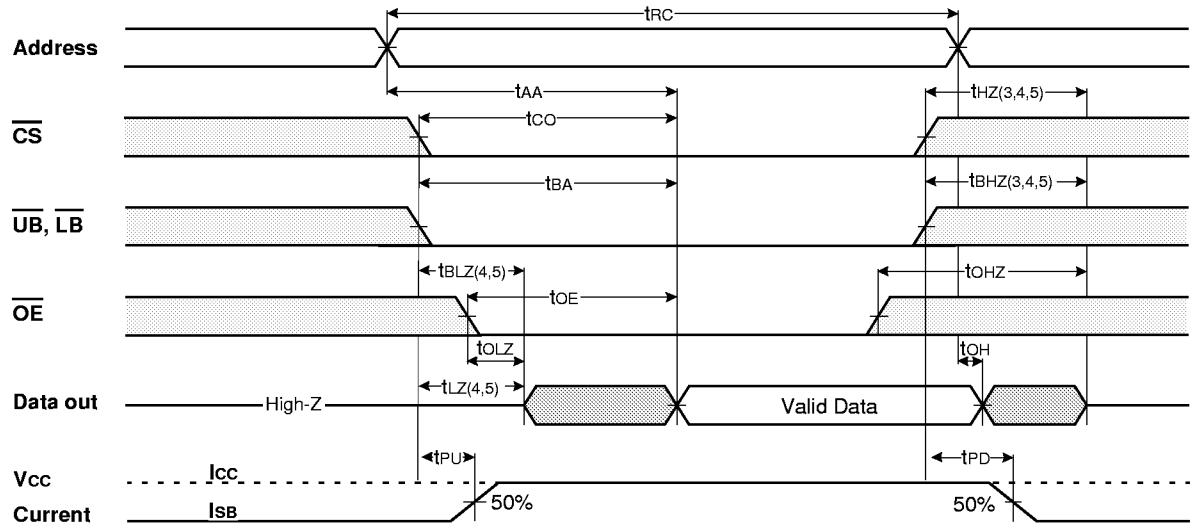 tRC
Address
tAA
tHZ(3,4,5)
CS
tCO
tBA
tBHZ(3,4,5)
UB, LB
tBLZ(4,5)
tOHZ
OE
tOE
tOLZ
tOH
tLZ(4,5)
Data out
High-Z
Valid Data
tPU
tPD
VCC
ICC
50%
50%
Current
ISB